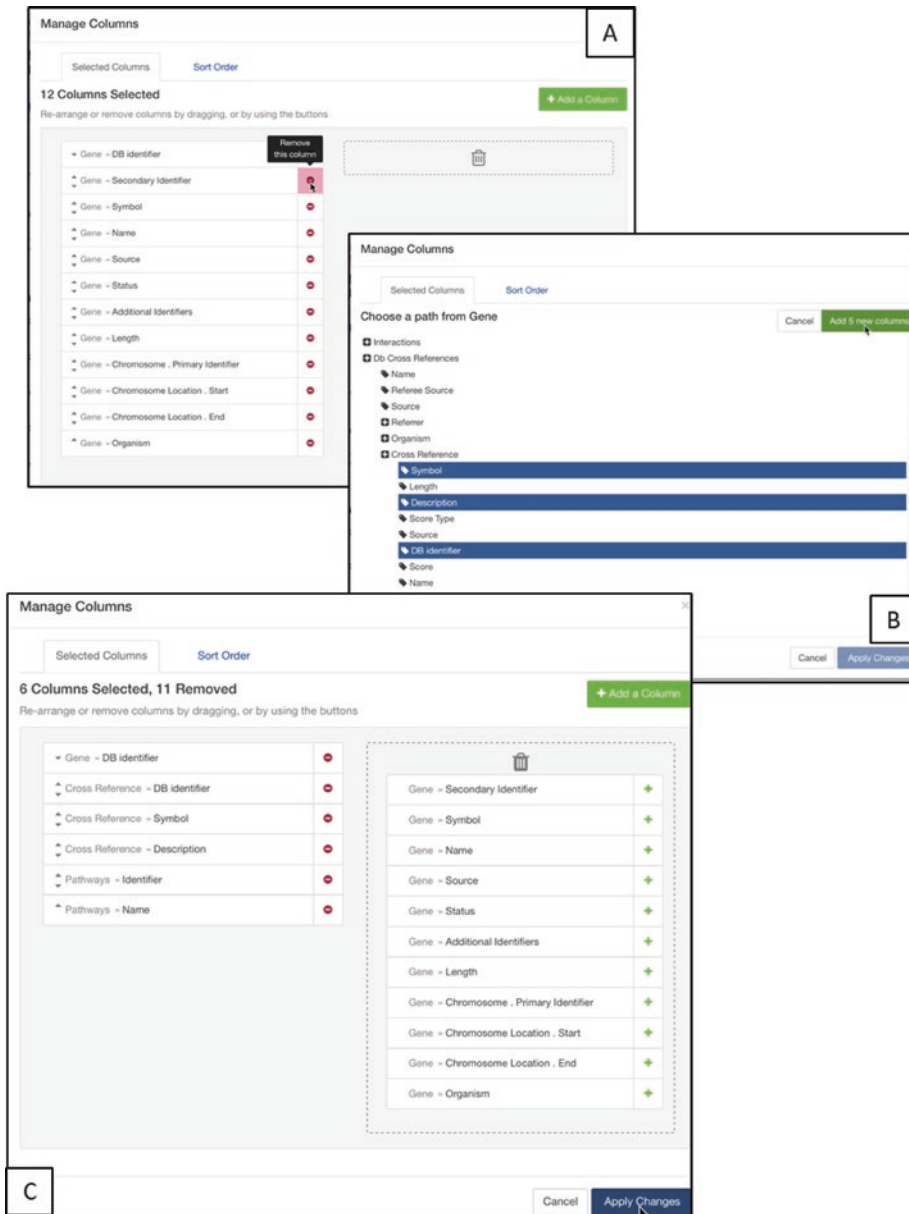 Manage Columns
A
Selected Columns Sort Order
12 Columns Selected
+ Add a Column
Re-arrange or remove columns by dragging, or by using the buttons
Remove
this column
Gene » DB identifier
Gene » Secondary Identifier
Gene » Symbol
Gene » Name
Gene » Source
Gene » Status
Gene » Additional Identifiers
Gene » Length
Gene » Chromosome . Primary Identifier
Gene » Chromosome Location . Start
Gene » Chromosome Location . End
Gene » Organism
Manage Columns
Selected Columns Sort Order
Choose a path from Gene
Cancel Add 5 new columns
Interactions
Db Cross References
Name
Referee Source
Source
Referrer
Organism
Cross Reference
Symbol
Length
Description
Score Type
Source
DB identifier
Score
Name
B
Cancel Apply Changes
Manage Columns ×
Selected Columns Sort Order
6 Columns Selected, 11 Removed
+ Add a Column
Re-arrange or remove columns by dragging, or by using the buttons
Gene » DB identifier
Cross Reference » DB identifier
Cross Reference » Symbol
Cross Reference » Description
Pathways » Identifier
Pathways » Name
Gene » Secondary Identifier
Gene » Symbol
Gene » Name
Gene » Source
Gene » Status
Gene » Additional Identifiers
Gene » Length
Gene » Chromosome . Primary Identifier
Gene » Chromosome Location . Start
Gene » Chromosome Location . End
Gene » Organism
C
Cancel Apply Changes